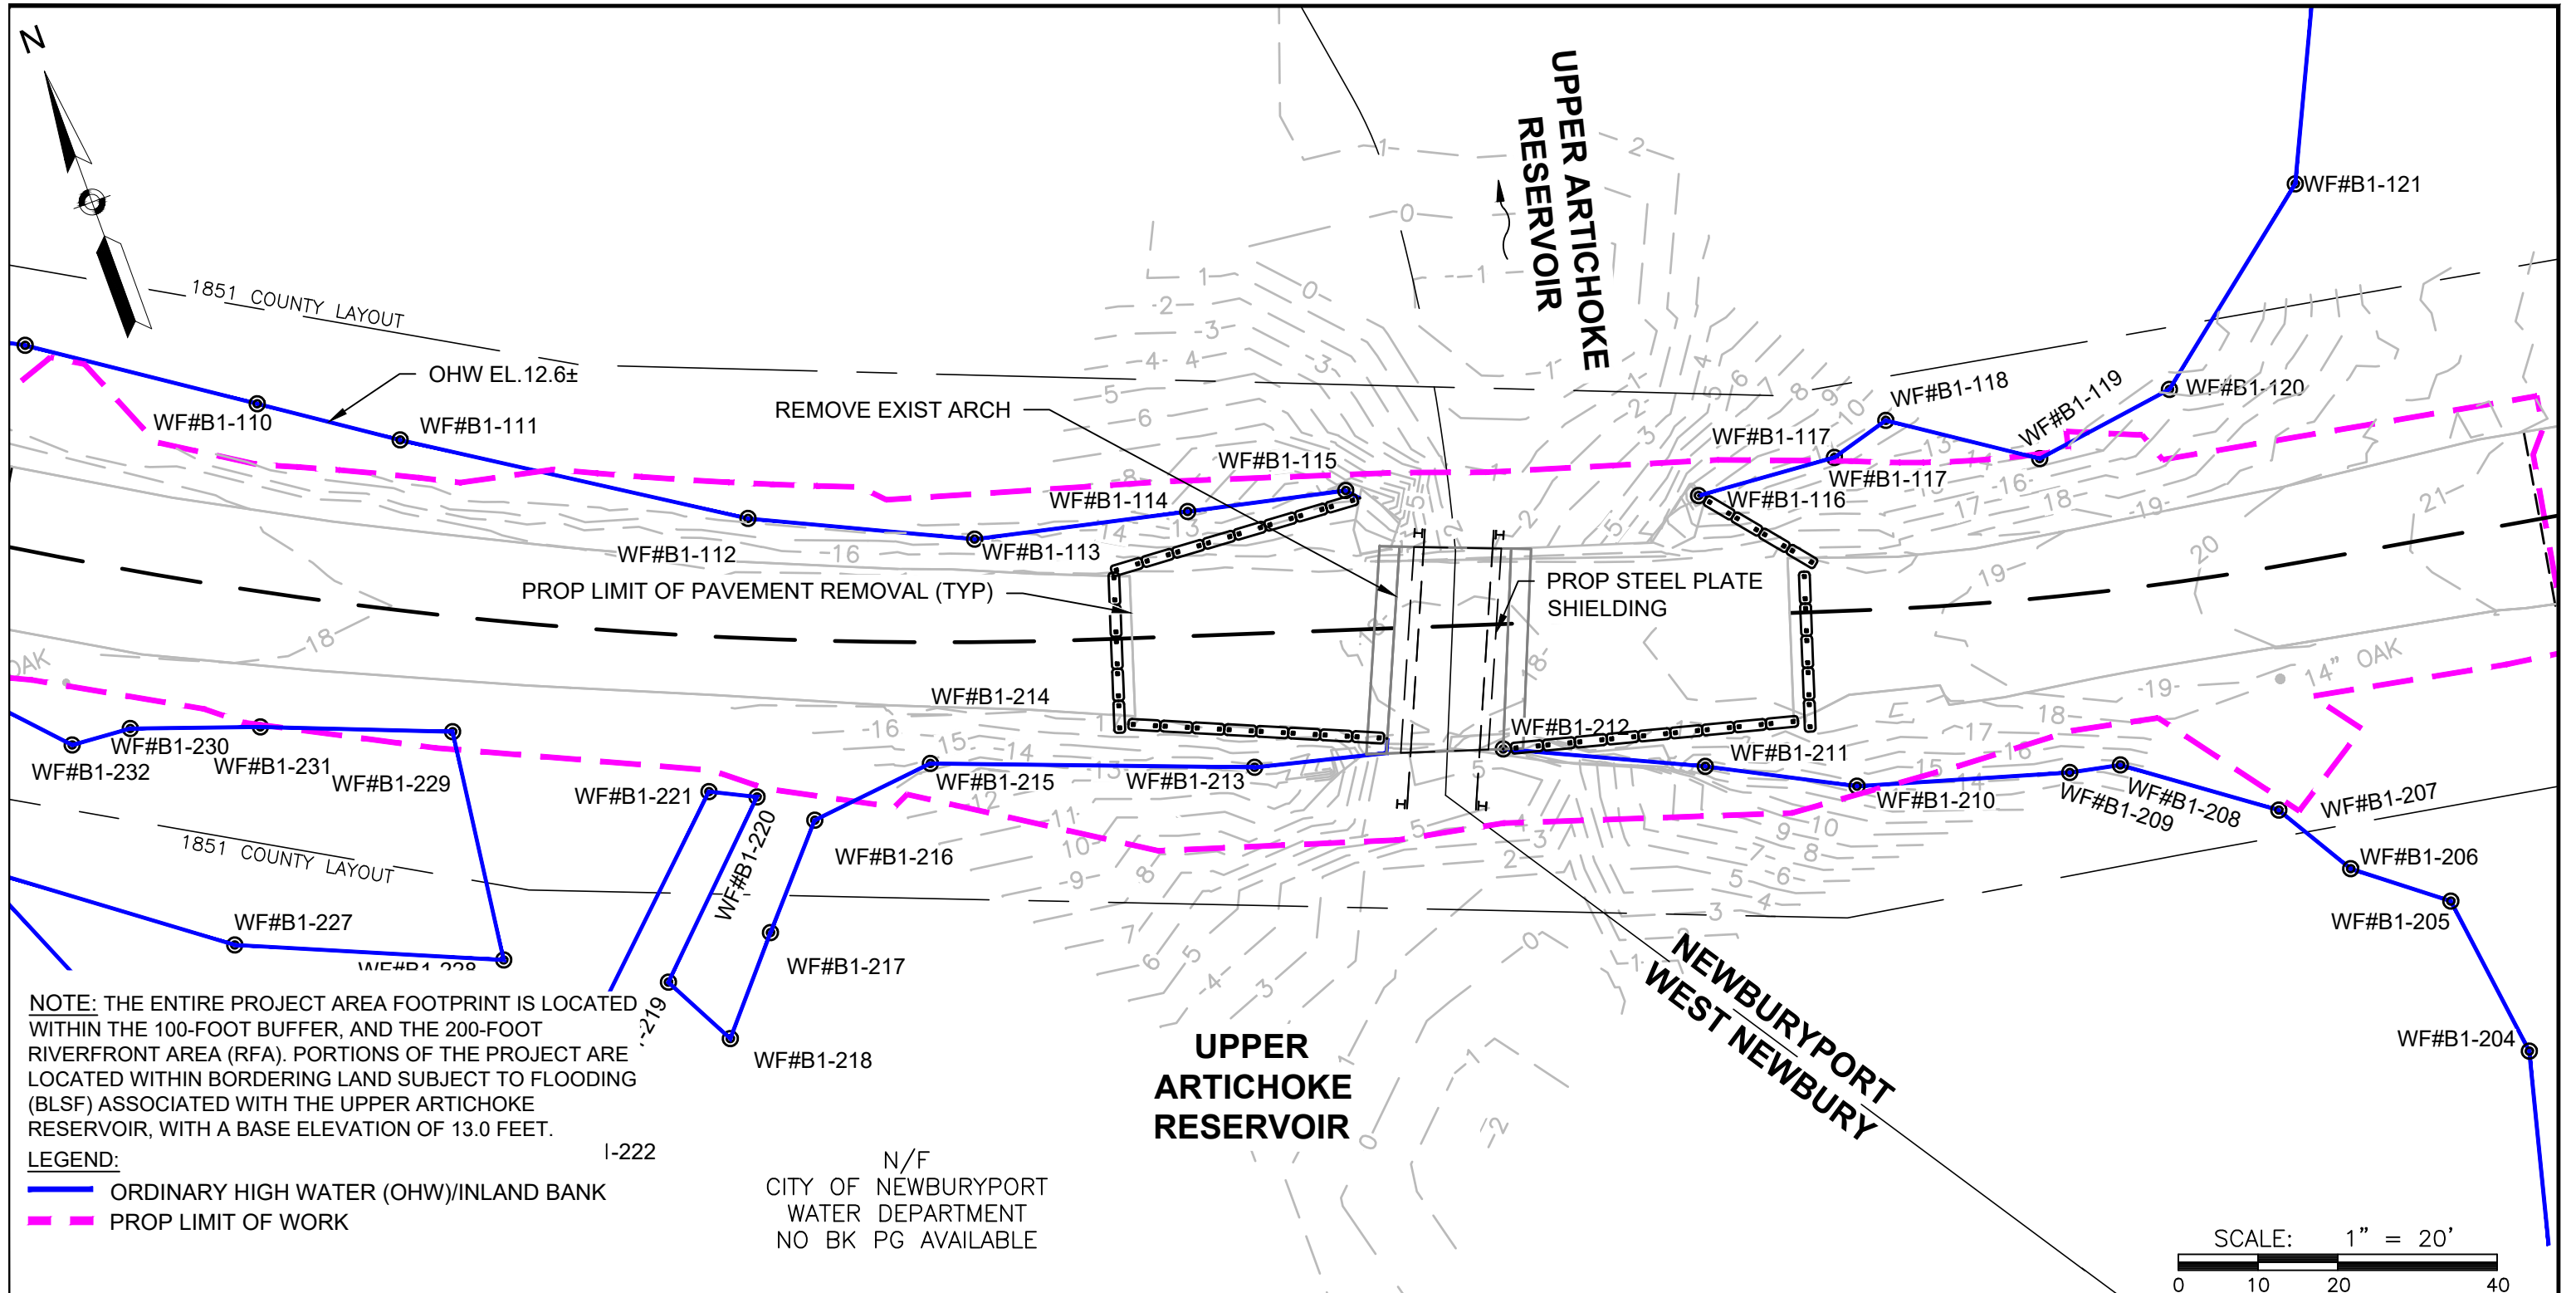 N
UPPER ARTICHOKE
RESERVOIR
WF#B1-121
1851 COUNTY LAYOUT
OHW EL.12.6±
REMOVE EXIST ARCH
WF#B1-110
WF#B1-111
WF#B1-115
WF#B1-114
WF#B1-112
WF#B1-113
WF#B1-117
WF#B1-118
WF#B1-119
WF#B1-120
WF#B1-117
WF#B1-116
PROP LIMIT OF PAVEMENT REMOVAL (TYP)
PROP STEEL PLATE
SHIELDING
OAK
14" OAK
WF#B1-214
WF#B1-212
WF#B1-211
WF#B1-230
WF#B1-232
WF#B1-231
WF#B1-229
WF#B1-221
WF#B1-220
WF#B1-215
WF#B1-213
WF#B1-216
WF#B1-210
WF#B1-209
WF#B1-208
WF#B1-207
WF#B1-206
WF#B1-205
WF#B1-204
1851 COUNTY LAYOUT
WF#B1-227
WF#B1-228
WF#B1-217
-219
WF#B1-218
NEWBURYPORT
WEST NEWBURY
UPPER
ARTICHOKE
RESERVOIR
NOTE: THE ENTIRE PROJECT AREA FOOTPRINT IS LOCATED
WITHIN THE 100-FOOT BUFFER, AND THE 200-FOOT
RIVERFRONT AREA (RFA). PORTIONS OF THE PROJECT ARE
LOCATED WITHIN BORDERING LAND SUBJECT TO FLOODING
(BLSF) ASSOCIATED WITH THE UPPER ARTICHOKE
RESERVOIR, WITH A BASE ELEVATION OF 13.0 FEET.
-222
LEGEND:
ORDINARY HIGH WATER (OHW)/INLAND BANK
PROP LIMIT OF WORK
N/F
CITY OF NEWBURYPORT
WATER DEPARTMENT
NO BK PG AVAILABLE
SCALE: 1" = 20'
0 10 20 40